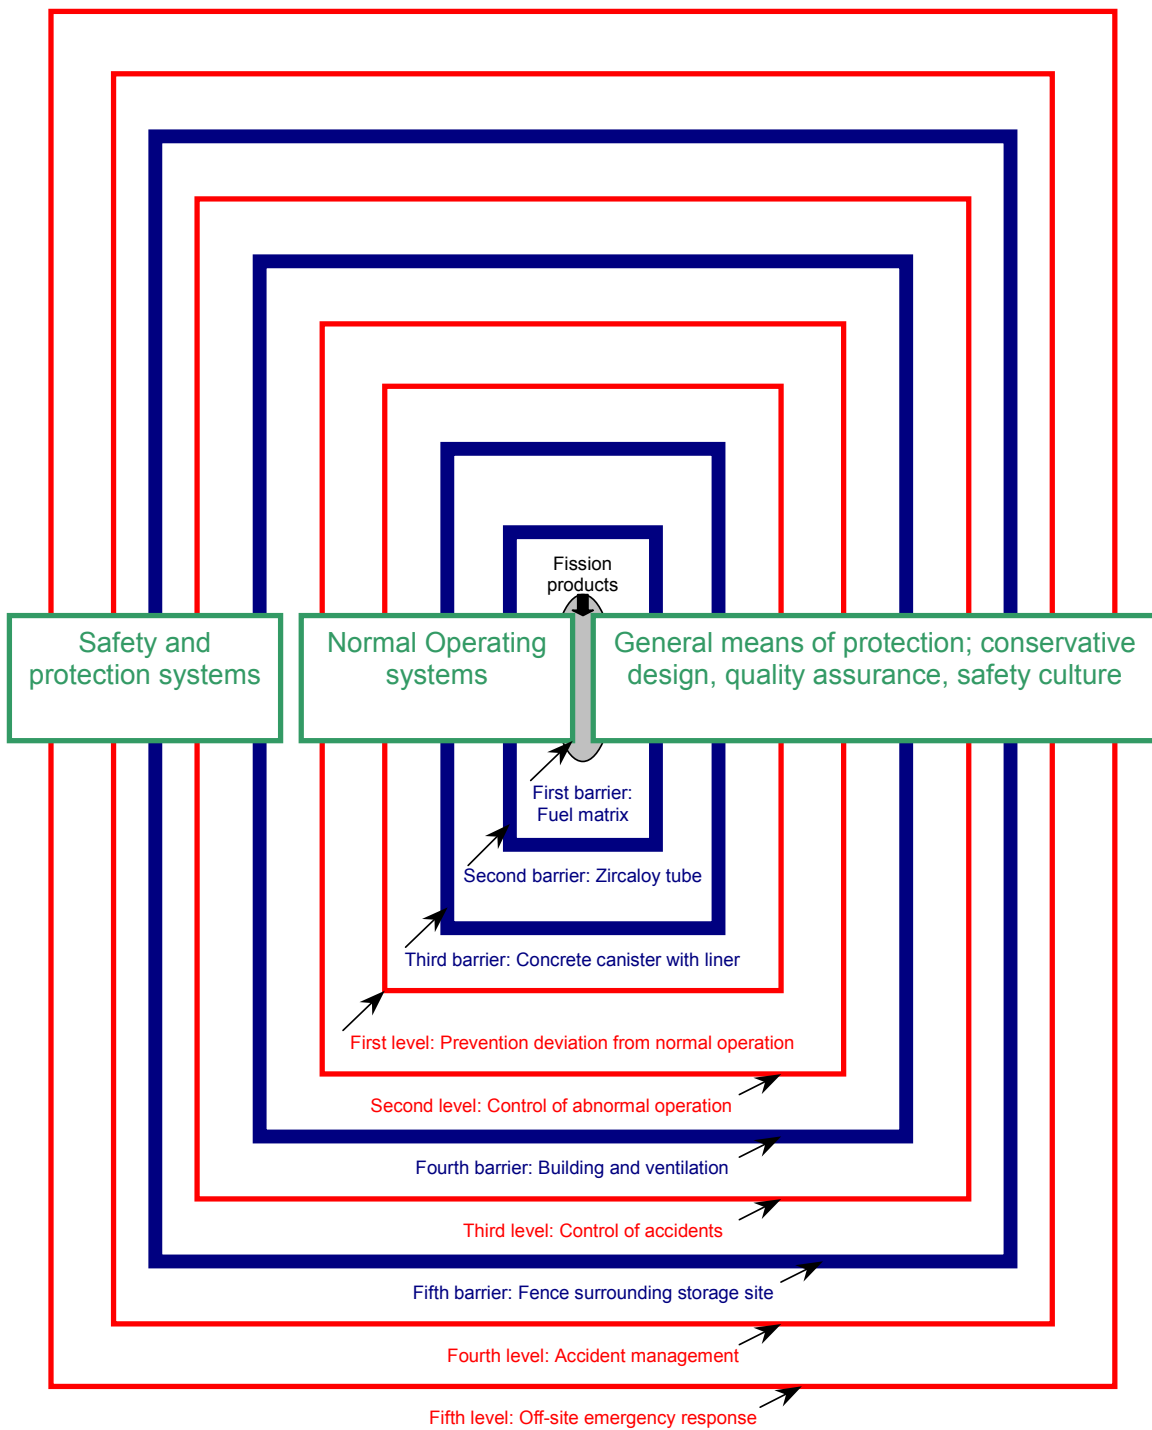 Fission
products
Safety and
protection systems
Normal Operating
systems
General means of protection; conservative
design, quality assurance, safety culture
First barrier:
Fuel matrix
Second barrier: Zircaloy tube
Third barrier: Concrete canister with liner
First level: Prevention deviation from normal operation
Second level: Control of abnormal operation
Fourth barrier: Building and ventilation
Third level: Control of accidents
Fifth barrier: Fence surrounding storage site
Fourth level: Accident management
Fifth level: Off-site emergency response